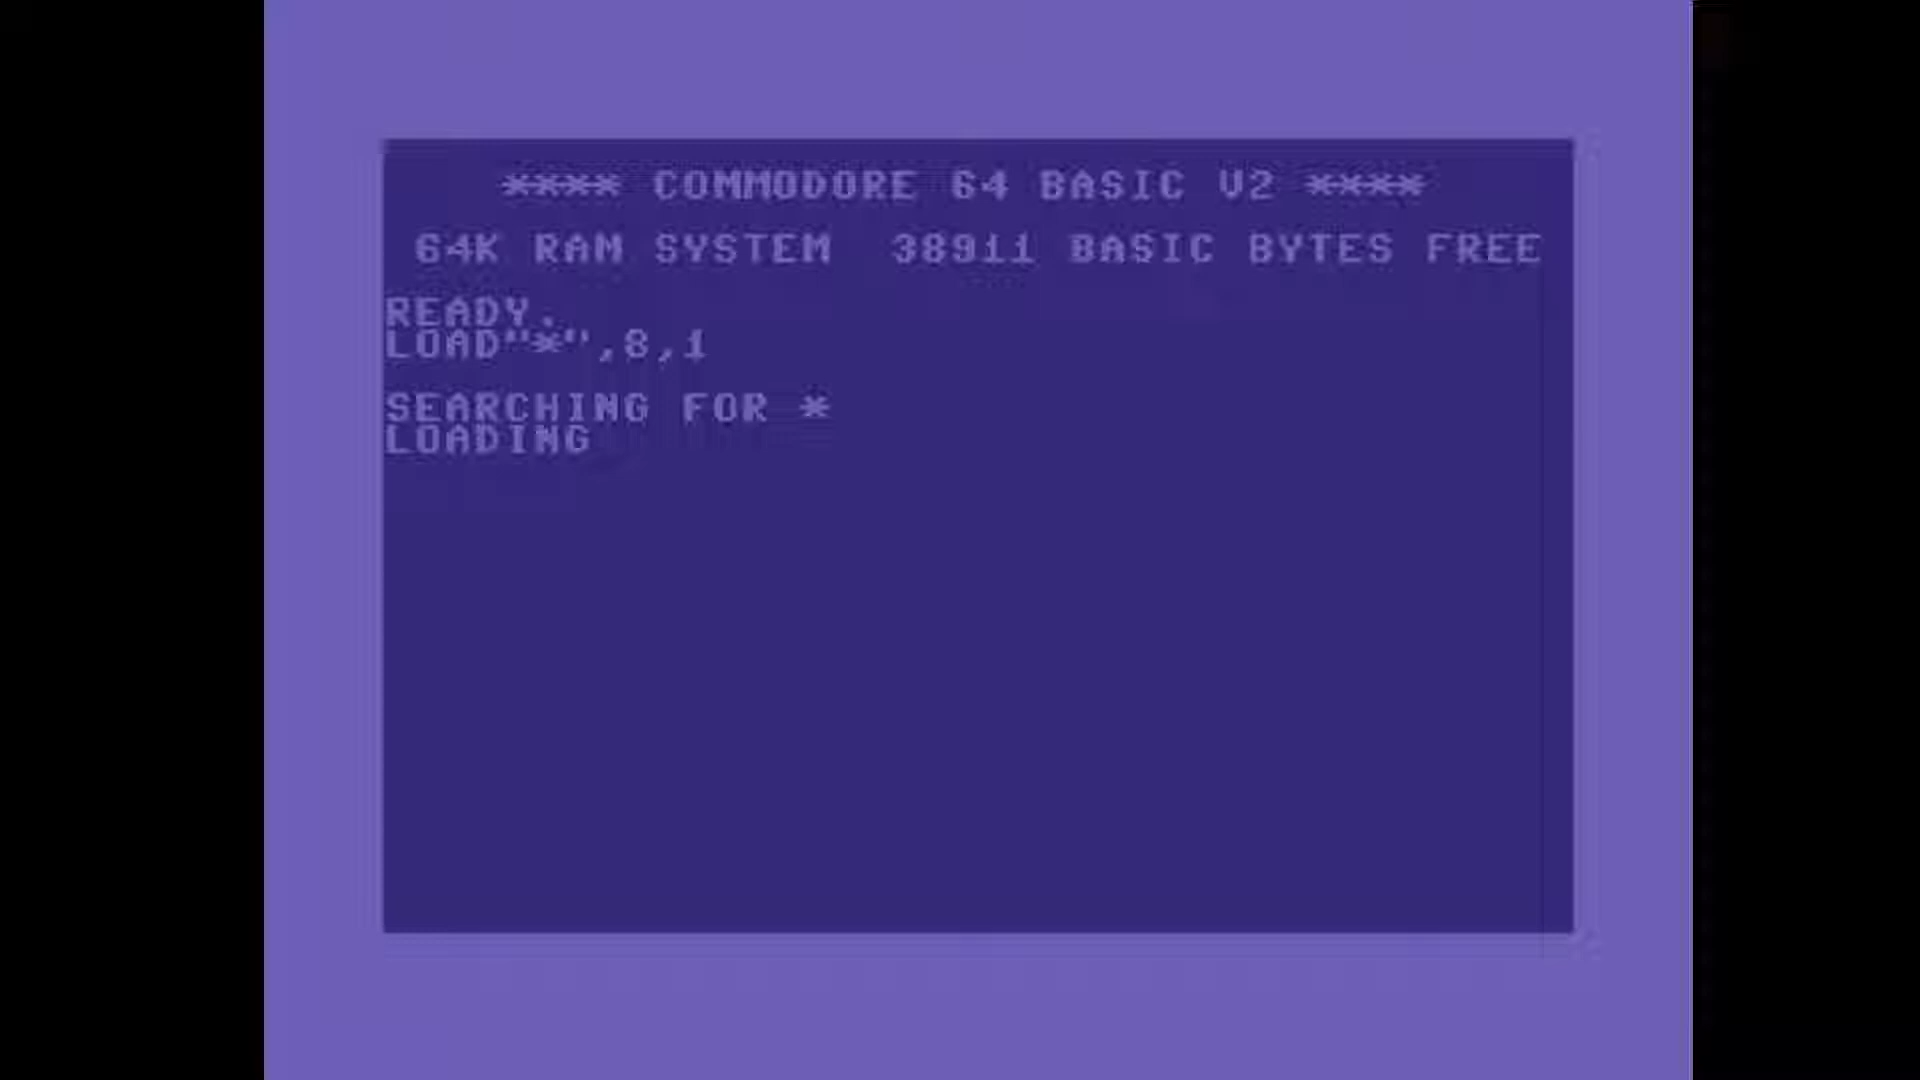 **** COMMODORE 64 BASIC V2 ****
64K RAM SYSTEM  38911 BASIC BYTES FREE
READY.
LOAD"*",8,1
SEARCHING FOR *
LOADING